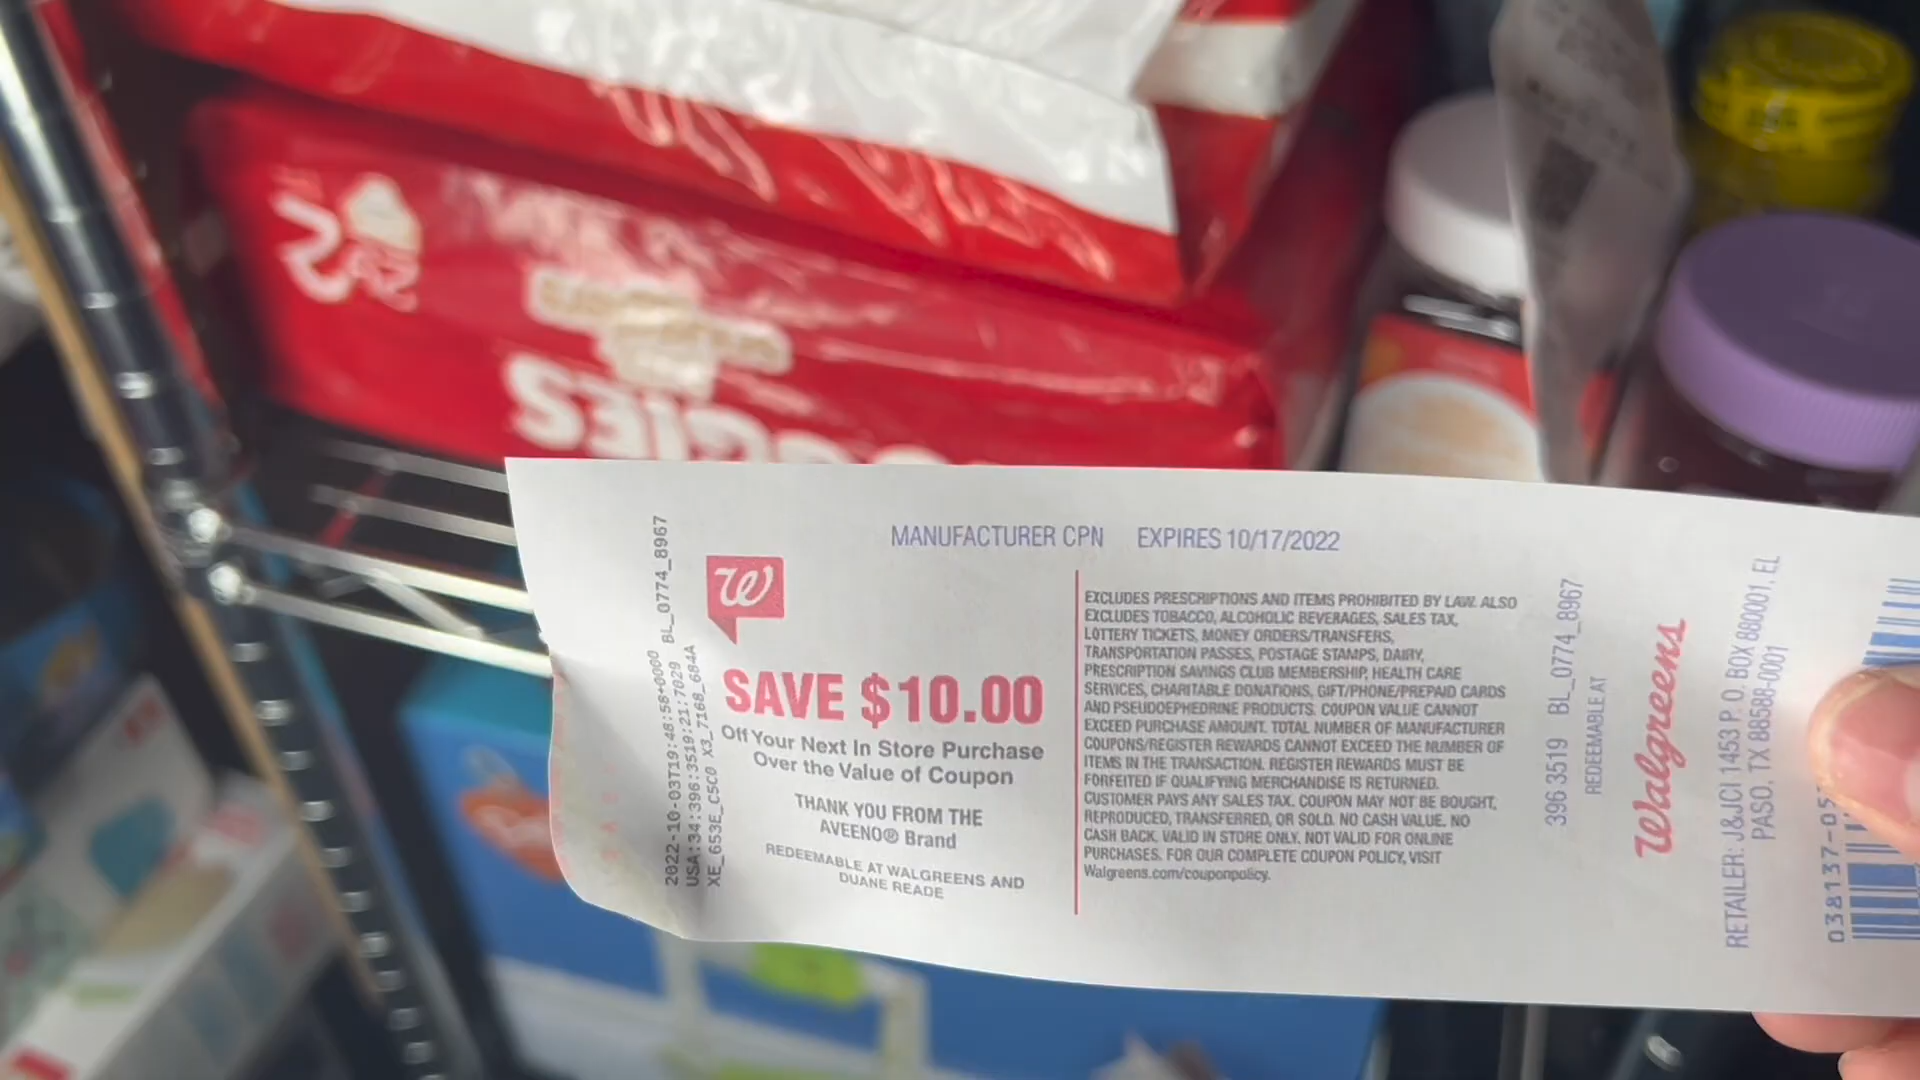 MANUFACTURER CPN EXPIRES 10/17/2022
2022-10-03T19:48:58+0000 BL_0774_8967
USA:34:396:3519:21:7029
XE_653E_C5C0 X3_7168_684A
W
SAVE $10.00
Off Your Next In Store Purchase
Over the Value of Coupon
THANK YOU FROM THE
AVEENO® Brand
REDEEMABLE AT WALGREENS AND
DUANE READE
EXCLUDES PRESCRIPTIONS AND ITEMS PROHIBITED BY LAW. ALSO
EXCLUDES TOBACCO, ALCOHOLIC BEVERAGES, SALES TAX,
LOTTERY TICKETS, MONEY ORDERS/TRANSFERS,
TRANSPORTATION PASSES, POSTAGE STAMPS, DAIRY,
PRESCRIPTION SAVINGS CLUB MEMBERSHIP, HEALTH CARE
SERVICES, CHARITABLE DONATIONS, GIFT/PHONE/PREPAID CARDS
AND PSEUDOEPHEDRINE PRODUCTS. COUPON VALUE CANNOT
EXCEED PURCHASE AMOUNT. TOTAL NUMBER OF MANUFACTURER
COUPONS/REGISTER REWARDS CANNOT EXCEED THE NUMBER OF
ITEMS IN THE TRANSACTION. REGISTER REWARDS MUST BE
FORFEITED IF QUALIFYING MERCHANDISE IS RETURNED.
CUSTOMER PAYS ANY SALES TAX. COUPON MAY NOT BE BOUGHT,
REPRODUCED, TRANSFERRED, OR SOLD. NO CASH VALUE. NO
CASH BACK. VALID IN STORE ONLY. NOT VALID FOR ONLINE
PURCHASES. FOR OUR COMPLETE COUPON POLICY, VISIT
Walgreens.com/couponpolicy.
396 3519 BL_0774_8967
REDEEMABLE AT
Walgreens
RETAILER: J&JCI 1453 P. O. BOX 880001, EL
PASO, TX 88588-0001
038137-05